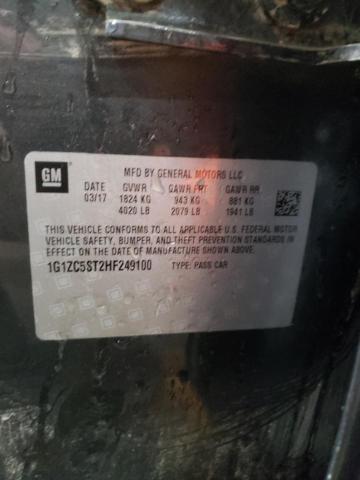 GM
MFD BY GENERAL MOTORS LLC
DATE GVWR GAWR FRT GAWR RR
03/17 1824 KG 943 KG 881 KG
4020 LB 2079 LB 1941 LB
THIS VEHICLE CONFORMS TO ALL APPLICABLE U.S. FEDERAL MOTOR
VEHICLE SAFETY, BUMPER, AND THEFT PREVENTION STANDARDS IN
EFFECT ON THE DATE OF MANUFACTURE SHOWN ABOVE.
1G1ZC5ST2HF249100 TYPE: PASS CAR